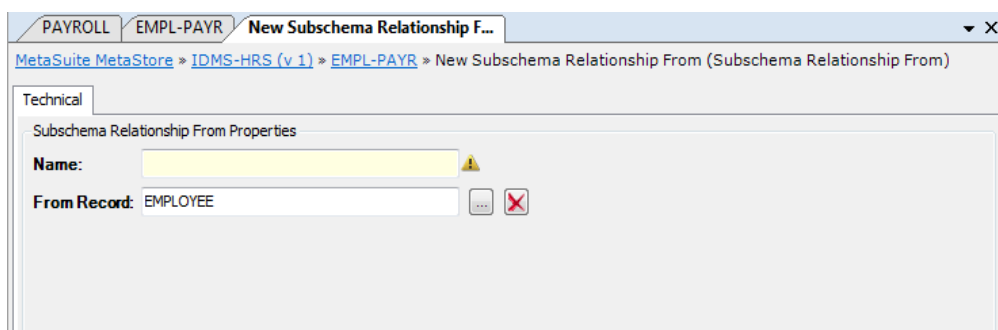 PAYROLL EMPL-PAYR New Subschema Relationship F...
MetaSuite MetaStore » IDMS-HRS (v 1) » EMPL-PAYR » New Subschema Relationship From (Subschema Relationship From)
Technical
Subschema Relationship From Properties
Name:
From Record: EMPLOYEE ...